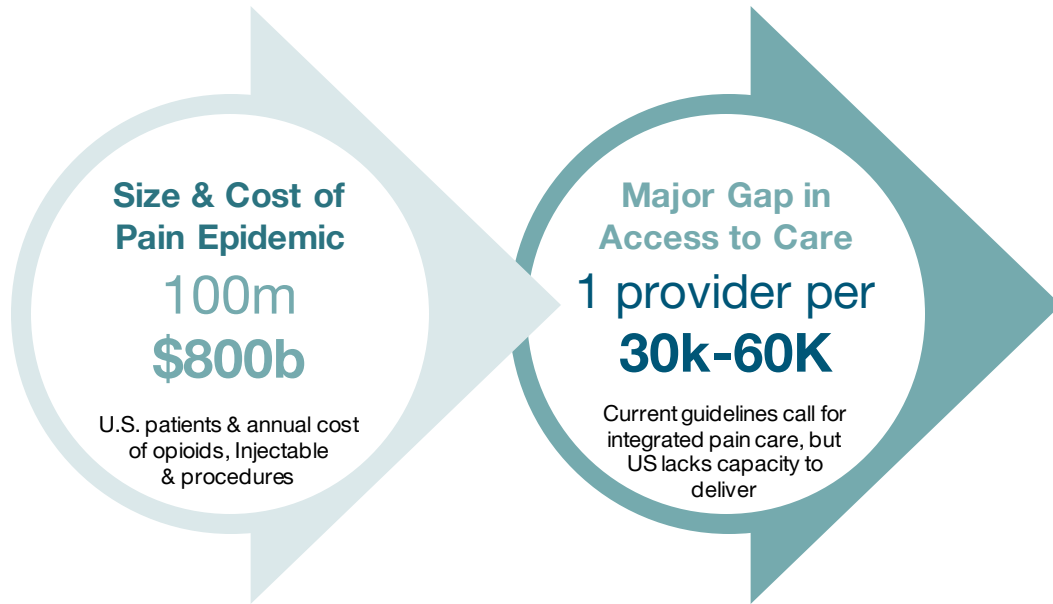 Size & Cost of
Pain Epidemic
100m
$800b
U.S. patients & annual cost
of opioids, Injectable
& procedures
Major Gap in
Access to Care
1 provider per
30k-60K
Current guidelines call for
integrated pain care, but
US lacks capacity to
deliver